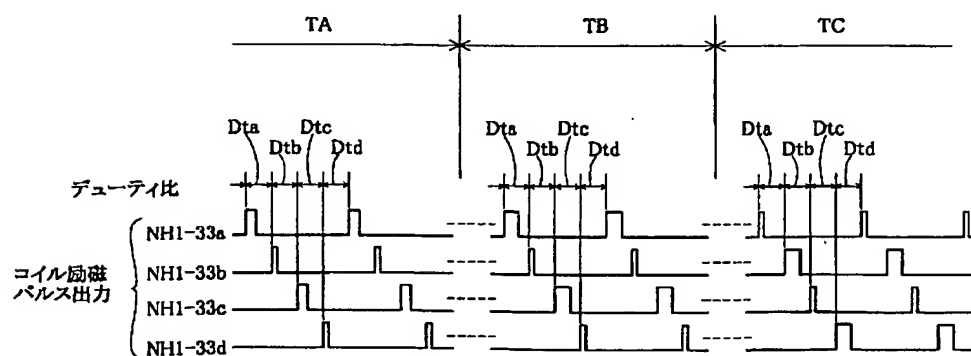 TA TB TC
Dta Dtc Dta Dtc Dta Dtc
Dtb Dtd Dtb Dtd Dtb Dtd
デューティ比
コイル励磁
パルス出力
NH1-33a
NH1-33b
NH1-33c
NH1-33d